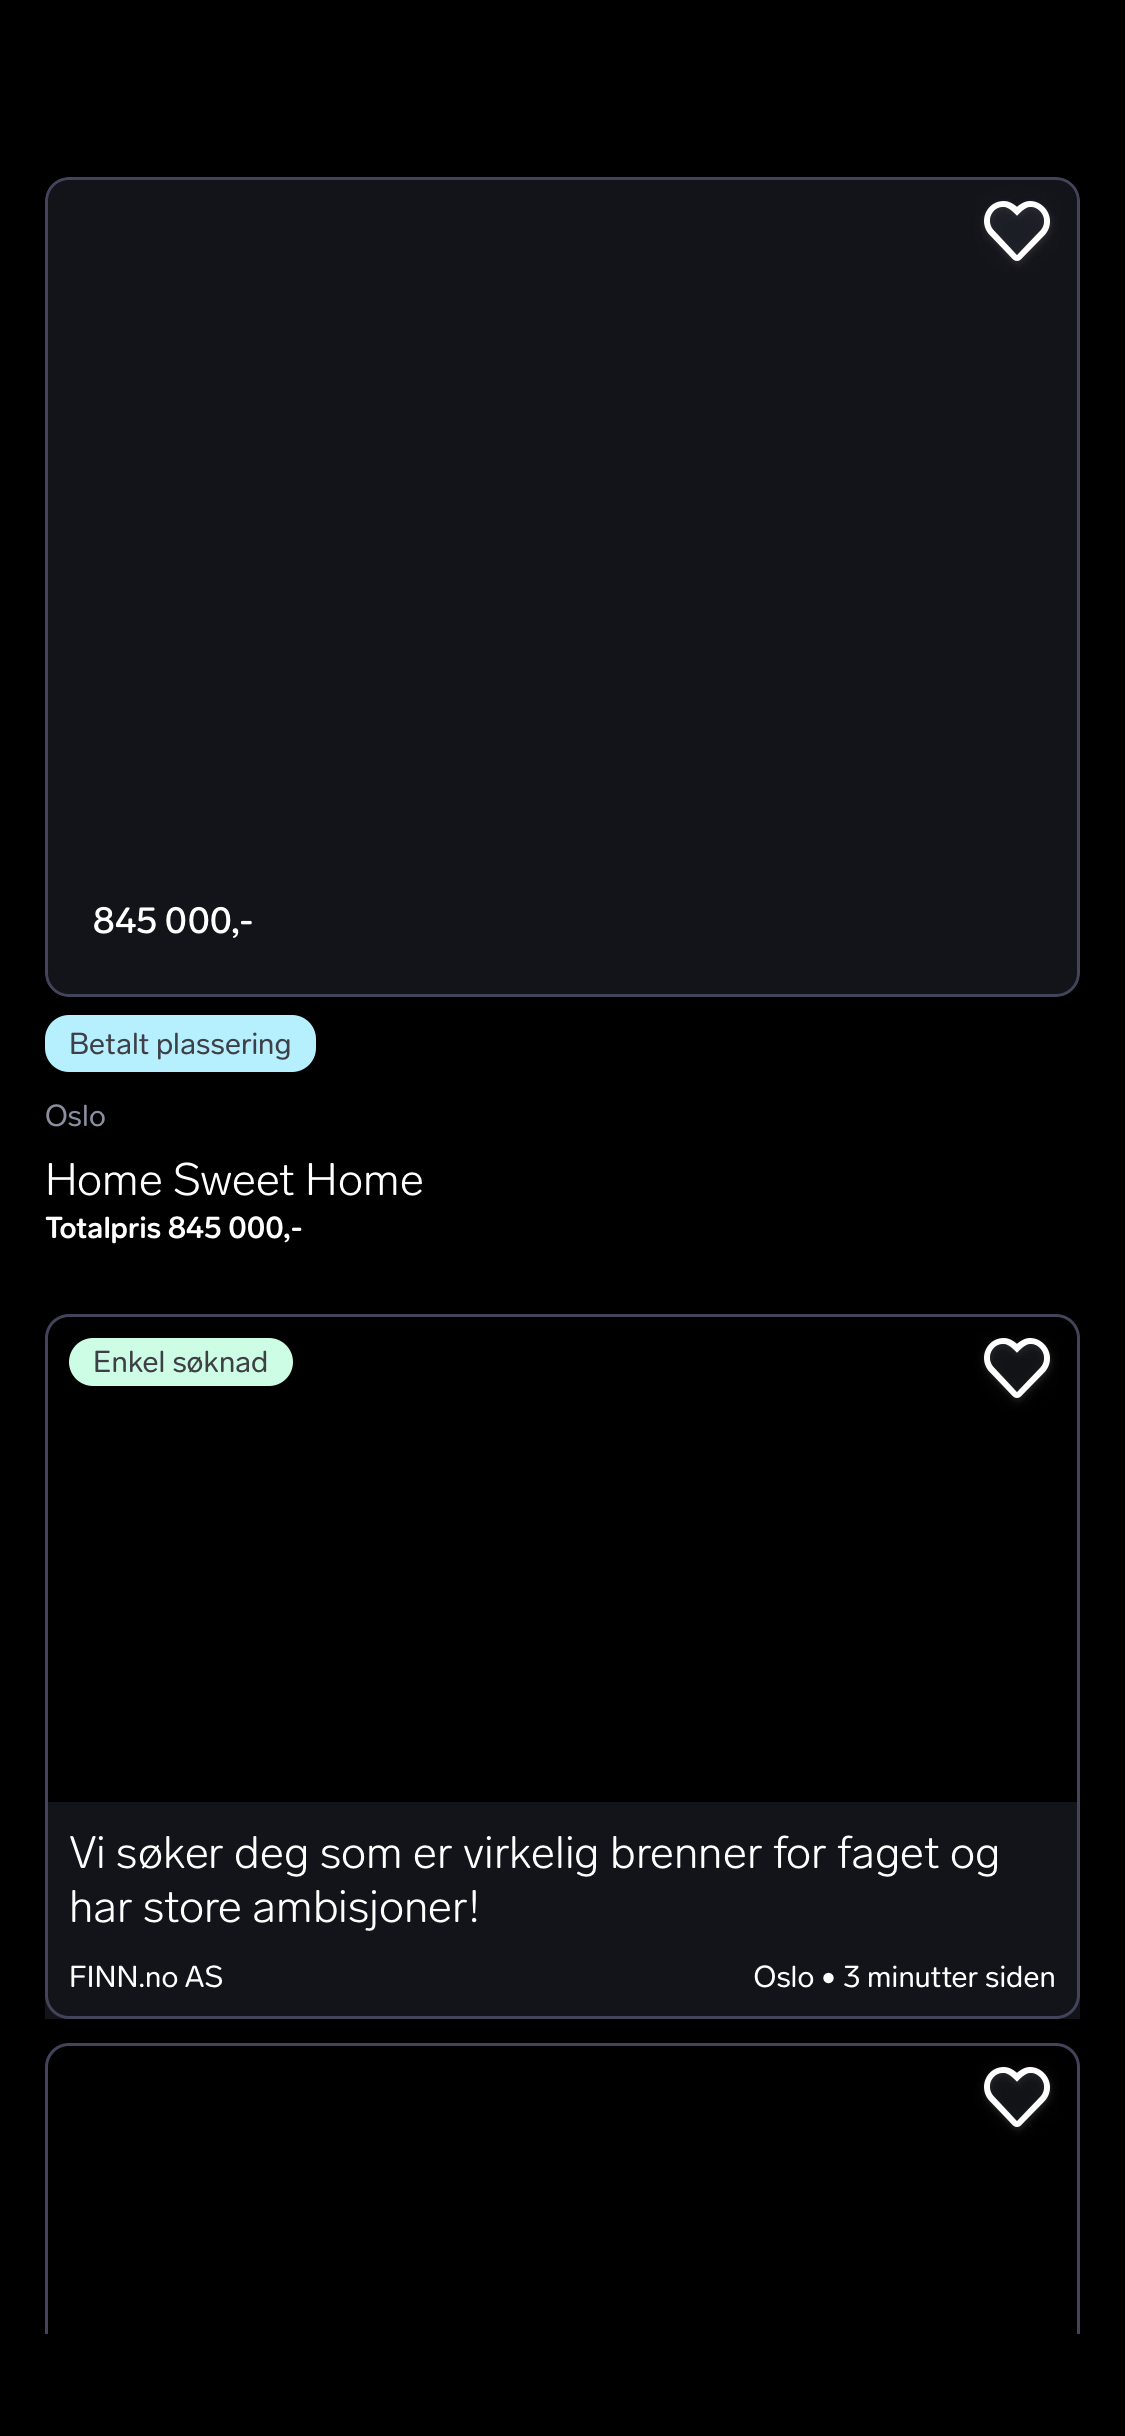 845 000,-
Betalt plassering
Oslo
Home Sweet Home
Totalpris 845 000,-
Enkel søknad
Vi søker deg som er virkelig brenner for faget og
har store ambisjoner!
FINN.no AS
Oslo • 3 minutter siden